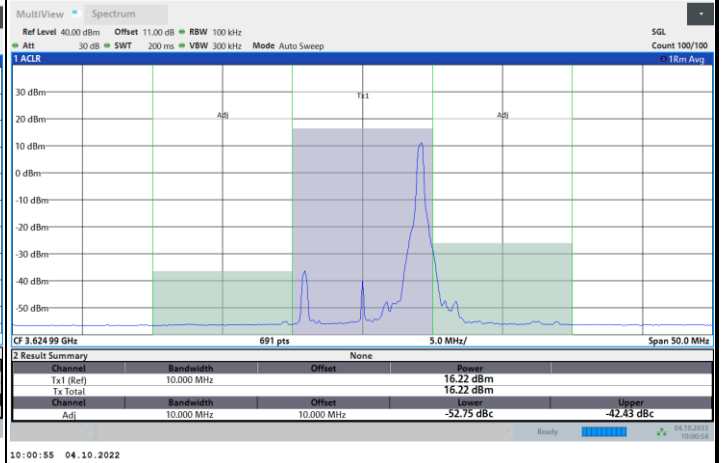 MultiView Spectrum
Ref Level 40.00 dBm Offset 11.00 dB RBW 100 kHz SGL
Att 30 dB SWT 200 ms VBW 300 kHz Mode Auto Sweep Count 100/100
1 ACLR 1Rm Avg
30 dBm
Tx1
20 dBm Adj Adj
10 dBm
0 dBm
-10 dBm
-20 dBm
-30 dBm
-40 dBm
-50 dBm
CF 3.624 99 GHz 691 pts 5.0 MHz/ Span 50.0 MHz
2 Result Summary None
Channel Bandwidth Offset Power
Tx1 (Ref) 10.000 MHz 16.22 dBm
Tx Total 16.22 dBm
Channel Bandwidth Offset Lower Upper
Adj 10.000 MHz 10.000 MHz -52.75 dBc -42.43 dBc
Ready 04.10.2022
10:00:54
10:00:55 04.10.2022